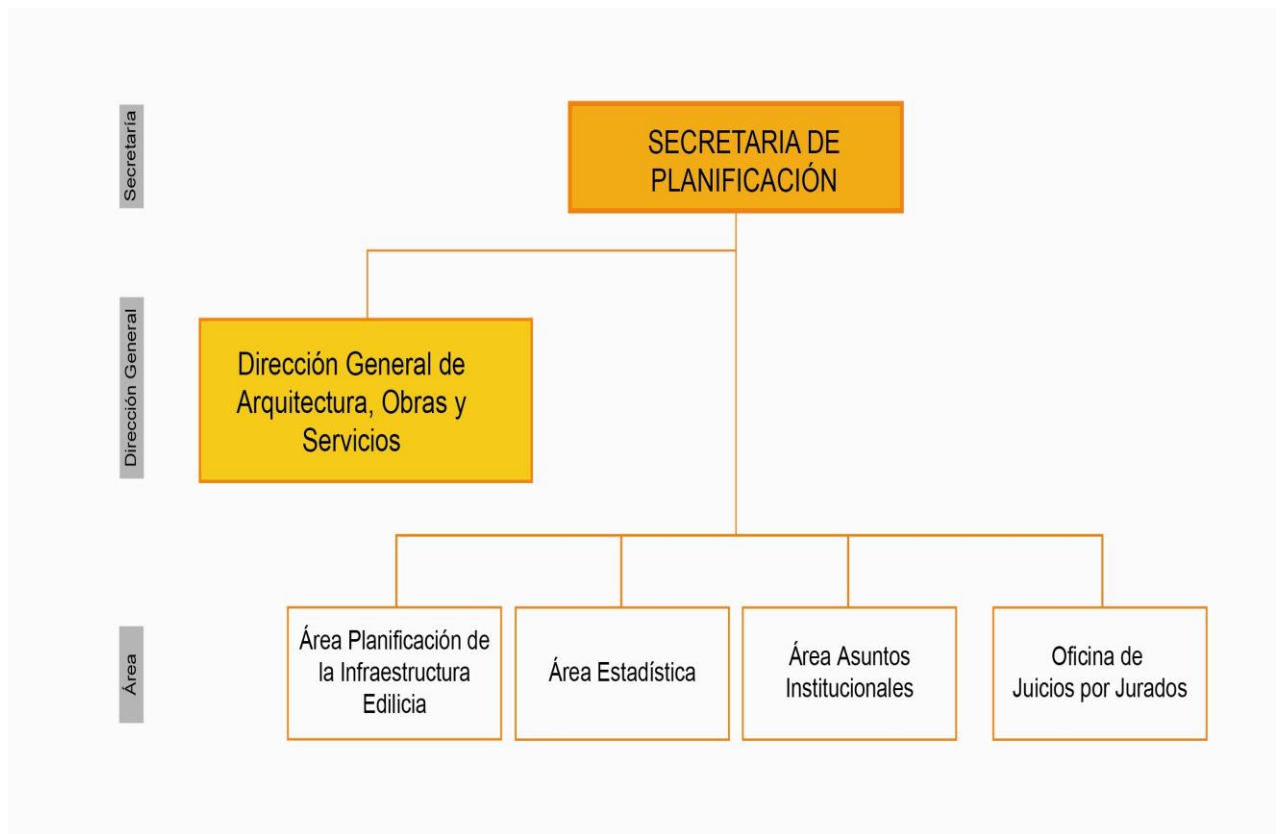 Secretaría
SECRETARIA DE
PLANIFICACIÓN
Dirección General
Dirección General de
Arquitectura, Obras y
Servicios
Área
Área Planificación de
la Infraestructura
Edilicia
Área Estadística
Área Asuntos
Institucionales
Oficina de
Juicios por Jurados